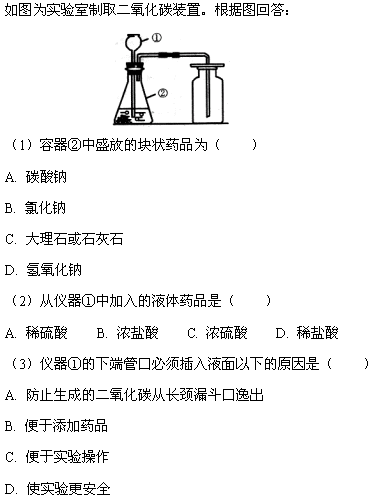 如图为实验室制取二氧化碳装置。根据图回答：
①
②
（1）容器②中盛放的块状药品为（　　）
A. 碳酸钠
B. 氯化钠
C. 大理石或石灰石
D. 氢氧化钠
（2）从仪器①中加入的液体药品是（　　）
A. 稀硫酸　　B. 浓盐酸　　C. 浓硫酸　　D. 稀盐酸
（3）仪器①的下端管口必须插入液面以下的原因是（　　）
A. 防止生成的二氧化碳从长颈漏斗口逸出
B. 便于添加药品
C. 便于实验操作
D. 使实验更安全